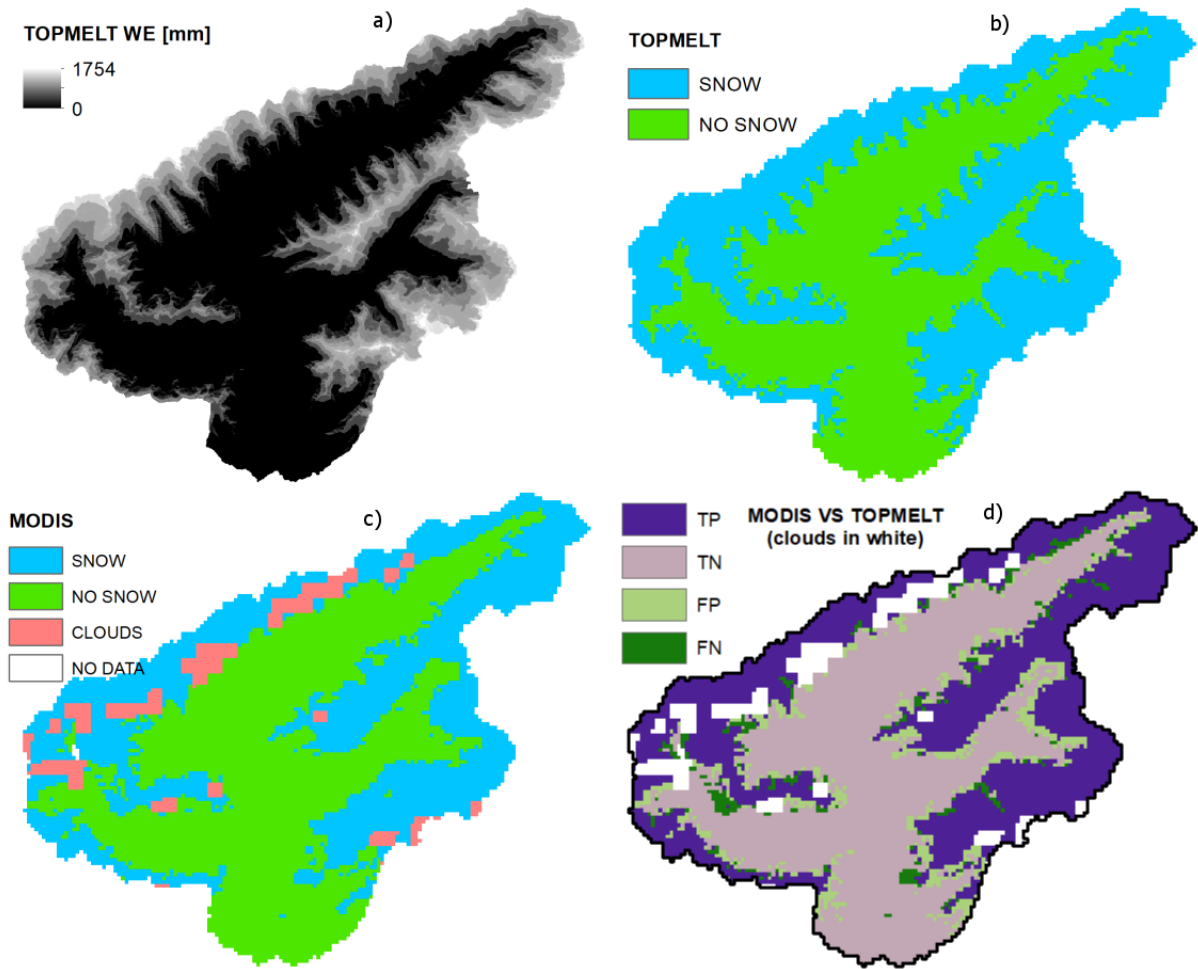 a)
TOPMELT WE [mm]
1754
0
b)
TOPMELT
SNOW
NO SNOW
c)
MODIS
SNOW
NO SNOW
CLOUDS
NO DATA
d)
MODIS VS TOPMELT
(clouds in white)
TP
TN
FP
FN